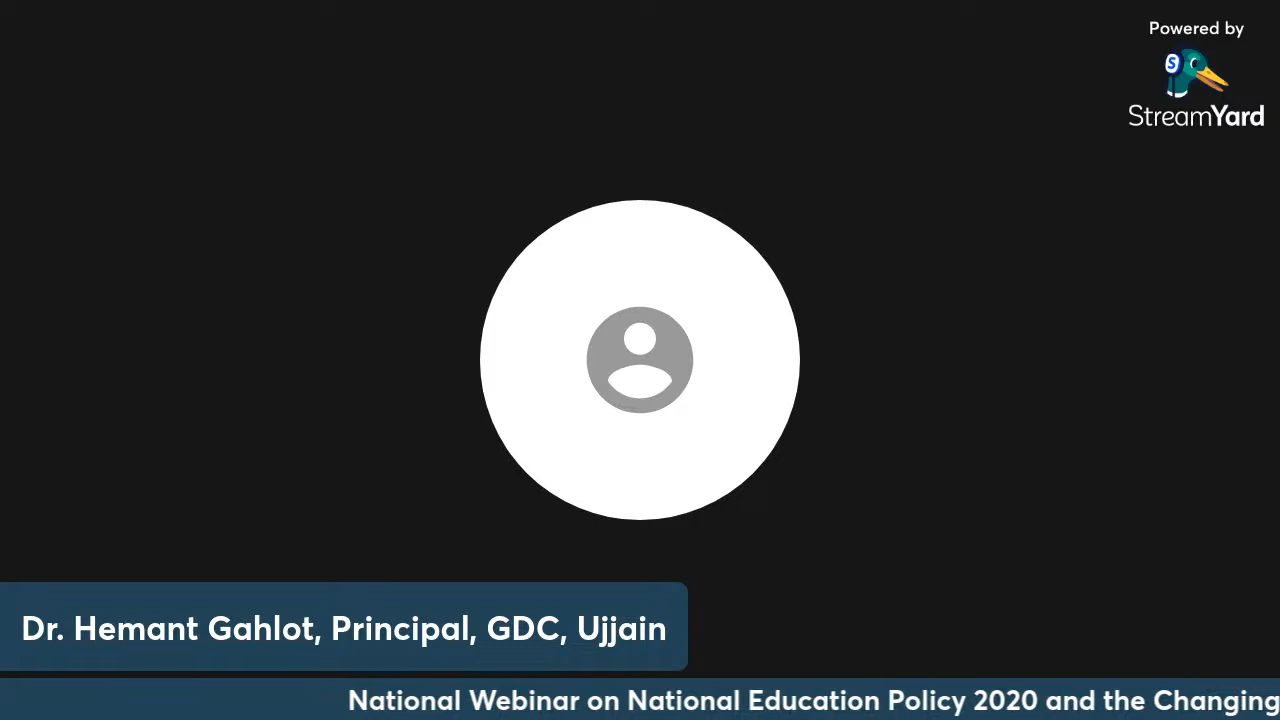 Powered by
S
StreamYard
Dr. Hemant Gahlot, Principal, GDC, Ujjain
National Webinar on National Education Policy 2020 and the Changing